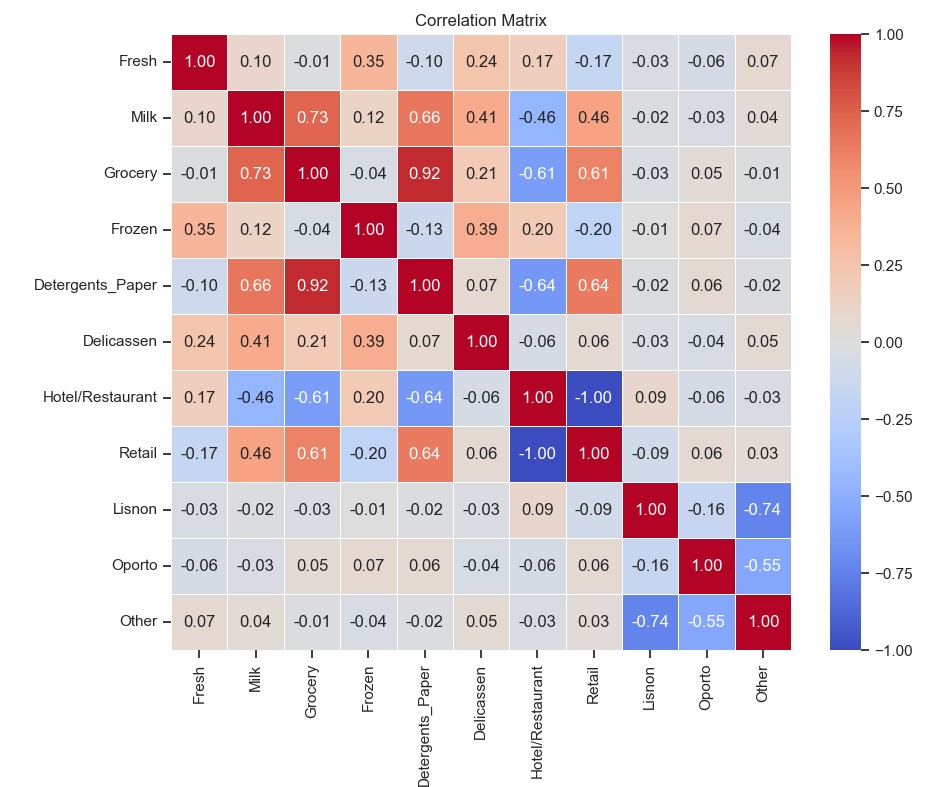 Correlation Matrix
Fresh 1.00 0.10 -0.01 0.35 -0.10 0.24 0.17 -0.17 -0.03 -0.06 0.07
Milk 0.10 1.00 0.73 0.12 0.66 0.41 -0.46 0.46 -0.02 -0.03 0.04
Grocery -0.01 0.73 1.00 -0.04 0.92 0.21 -0.61 0.61 -0.03 0.05 -0.01
Frozen 0.35 0.12 -0.04 1.00 -0.13 0.39 0.20 -0.20 -0.01 0.07 -0.04
Detergents_Paper -0.10 0.66 0.92 -0.13 1.00 0.07 -0.64 0.64 -0.02 0.06 -0.02
Delicassen 0.24 0.41 0.21 0.39 0.07 1.00 -0.06 0.06 -0.03 -0.04 0.05
Hotel/Restaurant 0.17 -0.46 -0.61 0.20 -0.64 -0.06 1.00 -1.00 0.09 -0.06 -0.03
Retail -0.17 0.46 0.61 -0.20 0.64 0.06 -1.00 1.00 -0.09 0.06 0.03
Lisnon -0.03 -0.02 -0.03 -0.01 -0.02 -0.03 0.09 -0.09 1.00 -0.16 -0.74
Oporto -0.06 -0.03 0.05 0.07 0.06 -0.04 -0.06 0.06 -0.16 1.00 -0.55
Other 0.07 0.04 -0.01 -0.04 -0.02 0.05 -0.03 0.03 -0.74 -0.55 1.00
Fresh
Milk
Grocery
Frozen
Detergents_Paper
Delicassen
Hotel/Restaurant
Retail
Lisnon
Oporto
Other
1.00
0.75
0.50
0.25
0.00
−0.25
−0.50
−0.75
−1.00